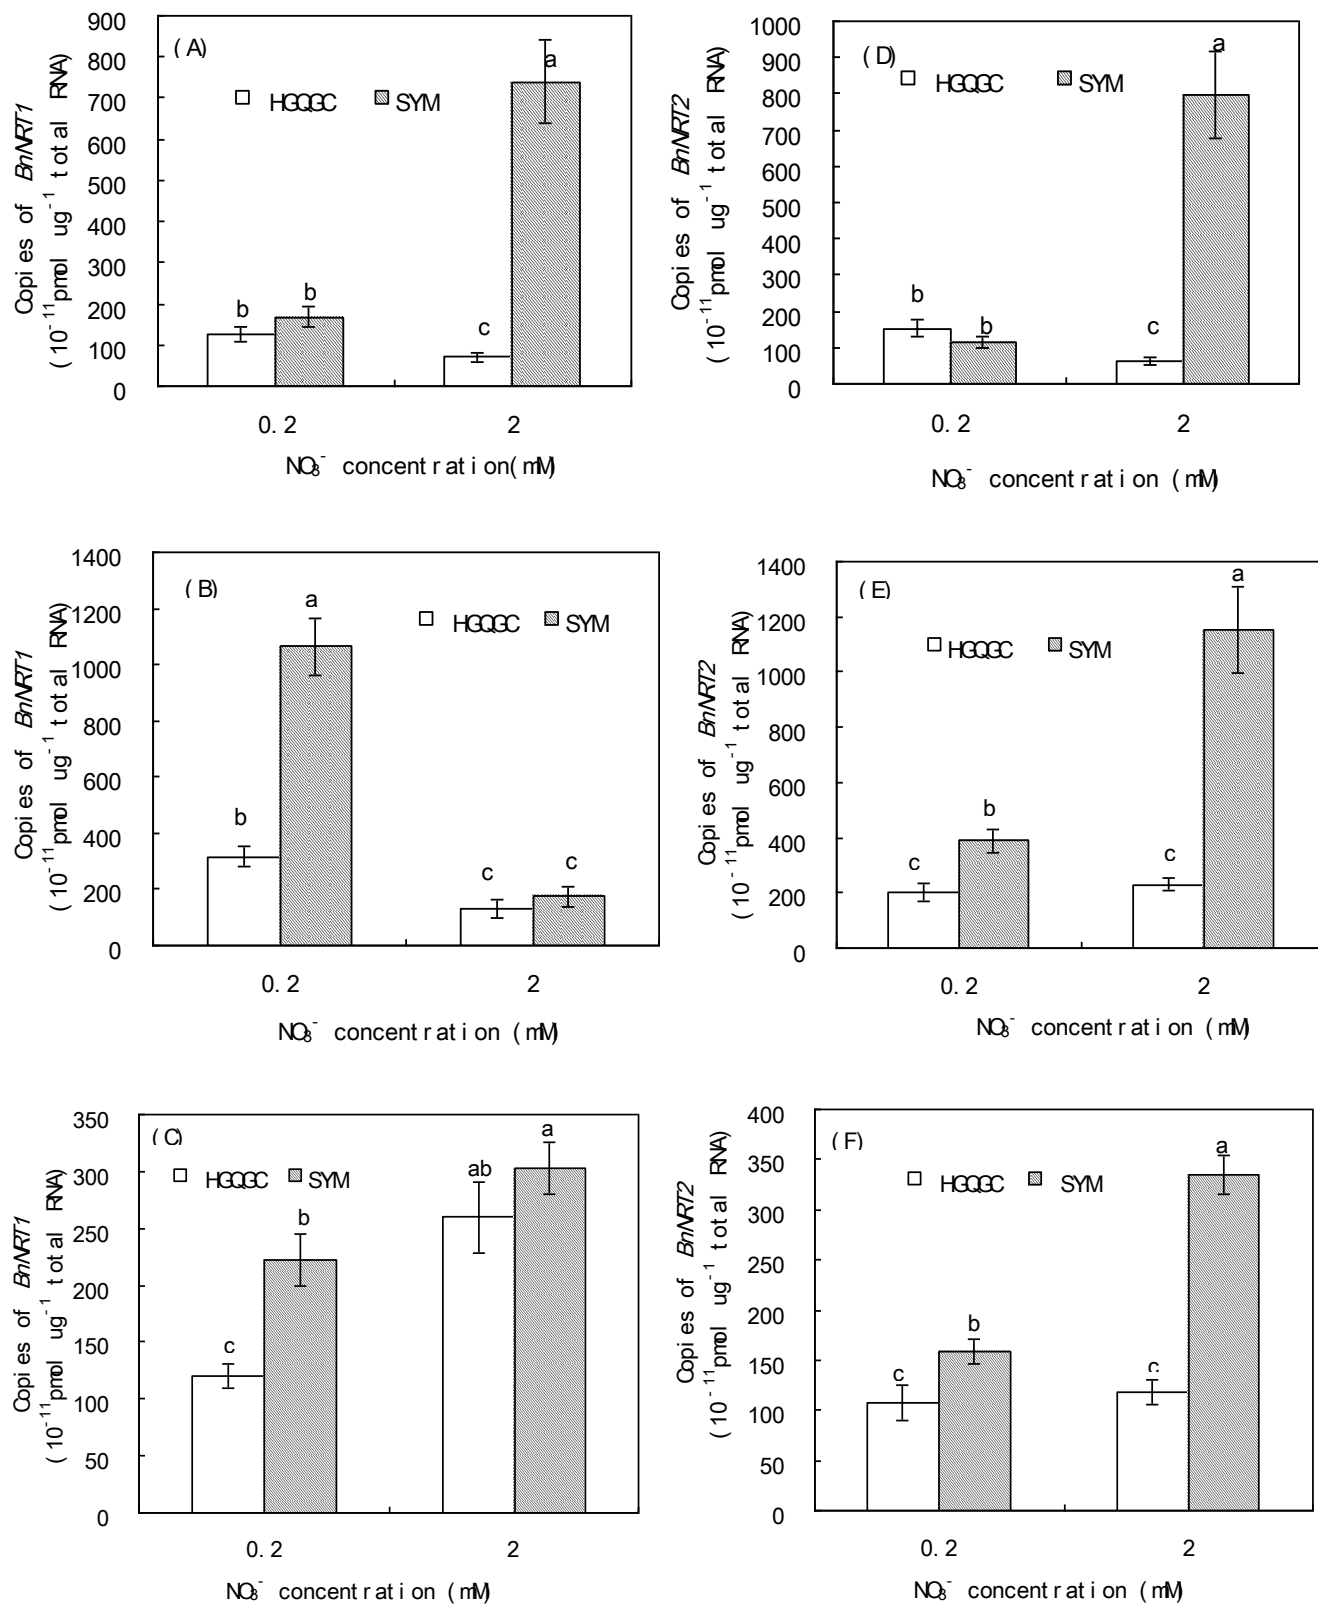 (A)
HGQGC SYM
Copies of BnNRT1
(10⁻¹¹pmol ug⁻¹ total RNA)
900
800
700
600
500
400
300
200
100
0
b b c a
0.2 2
NO₃⁻ concentration(mM)
(D)
HGQGC SYM
Copies of BnNRT2
(10⁻¹¹pmol ug⁻¹ total RNA)
1000
900
800
700
600
500
400
300
200
100
0
b b c a
0.2 2
NO₃⁻ concentration (mM)
(B)
HGQGC SYM
Copies of BnNRT1
(10⁻¹¹pmol ug⁻¹ total RNA)
1400
1200
1000
800
600
400
200
0
b a c c
0.2 2
NO₃⁻ concentration (mM)
(E)
HGQGC SYM
Copies of BnNRT2
(10⁻¹¹pmol ug⁻¹ total RNA)
1400
1200
1000
800
600
400
200
0
c b c a
0.2 2
NO₃⁻ concentration (mM)
(C)
HGQGC SYM
Copies of BnNRT1
(10⁻¹¹pmol ug⁻¹ total RNA)
350
300
250
200
150
100
50
0
c b ab a
0.2 2
NO₃⁻ concentration (mM)
(F)
HGQGC SYM
Copies of BnNRT2
(10⁻¹¹pmol ug⁻¹ total RNA)
400
350
300
250
200
150
100
50
0
c b c a
0.2 2
NO₃⁻ concentration (mM)